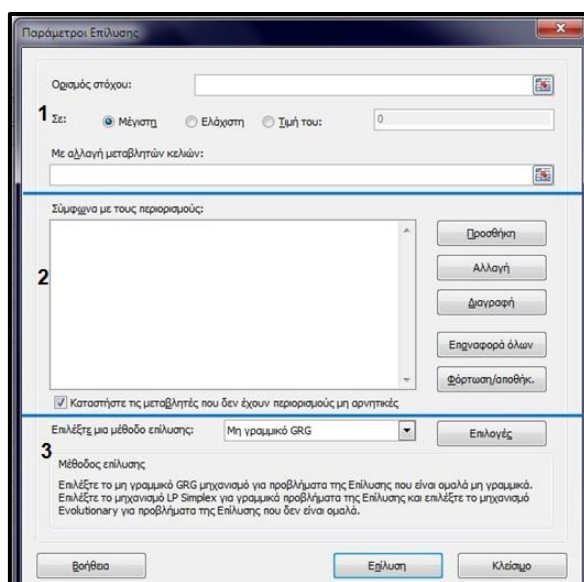 Παράμετροι Επίλυσης
Ορισμός στόχου:
1 Σε: Μέγιστη Ελάχιστη Τιμή του: 0
Με αλλαγή μεταβλητών κελιών:
Σύμφωνα με τους περιορισμούς:
Προσθήκη
Αλλαγή
2
Διαγραφή
Επαναφορά όλων
Φόρτωση/αποθήκ.
Καταστήστε τις μεταβλητές που δεν έχουν περιορισμούς μη αρνητικές
Επιλέξτε μια μέθοδο επίλυσης: Μη γραμμικό GRG Επιλογές
3
Μέθοδος επίλυσης
Επιλέξτε το μη γραμμικό GRG μηχανισμό για προβλήματα της Επίλυσης που είναι ομαλά μη γραμμικά.
Επιλέξτε το μηχανισμό LP Simplex για γραμμικά προβλήματα της Επίλυσης και επιλέξτε το μηχανισμό
Evolutionary για προβλήματα της Επίλυσης που δεν είναι ομαλά.
Βοήθεια Επίλυση Κλείσιμο